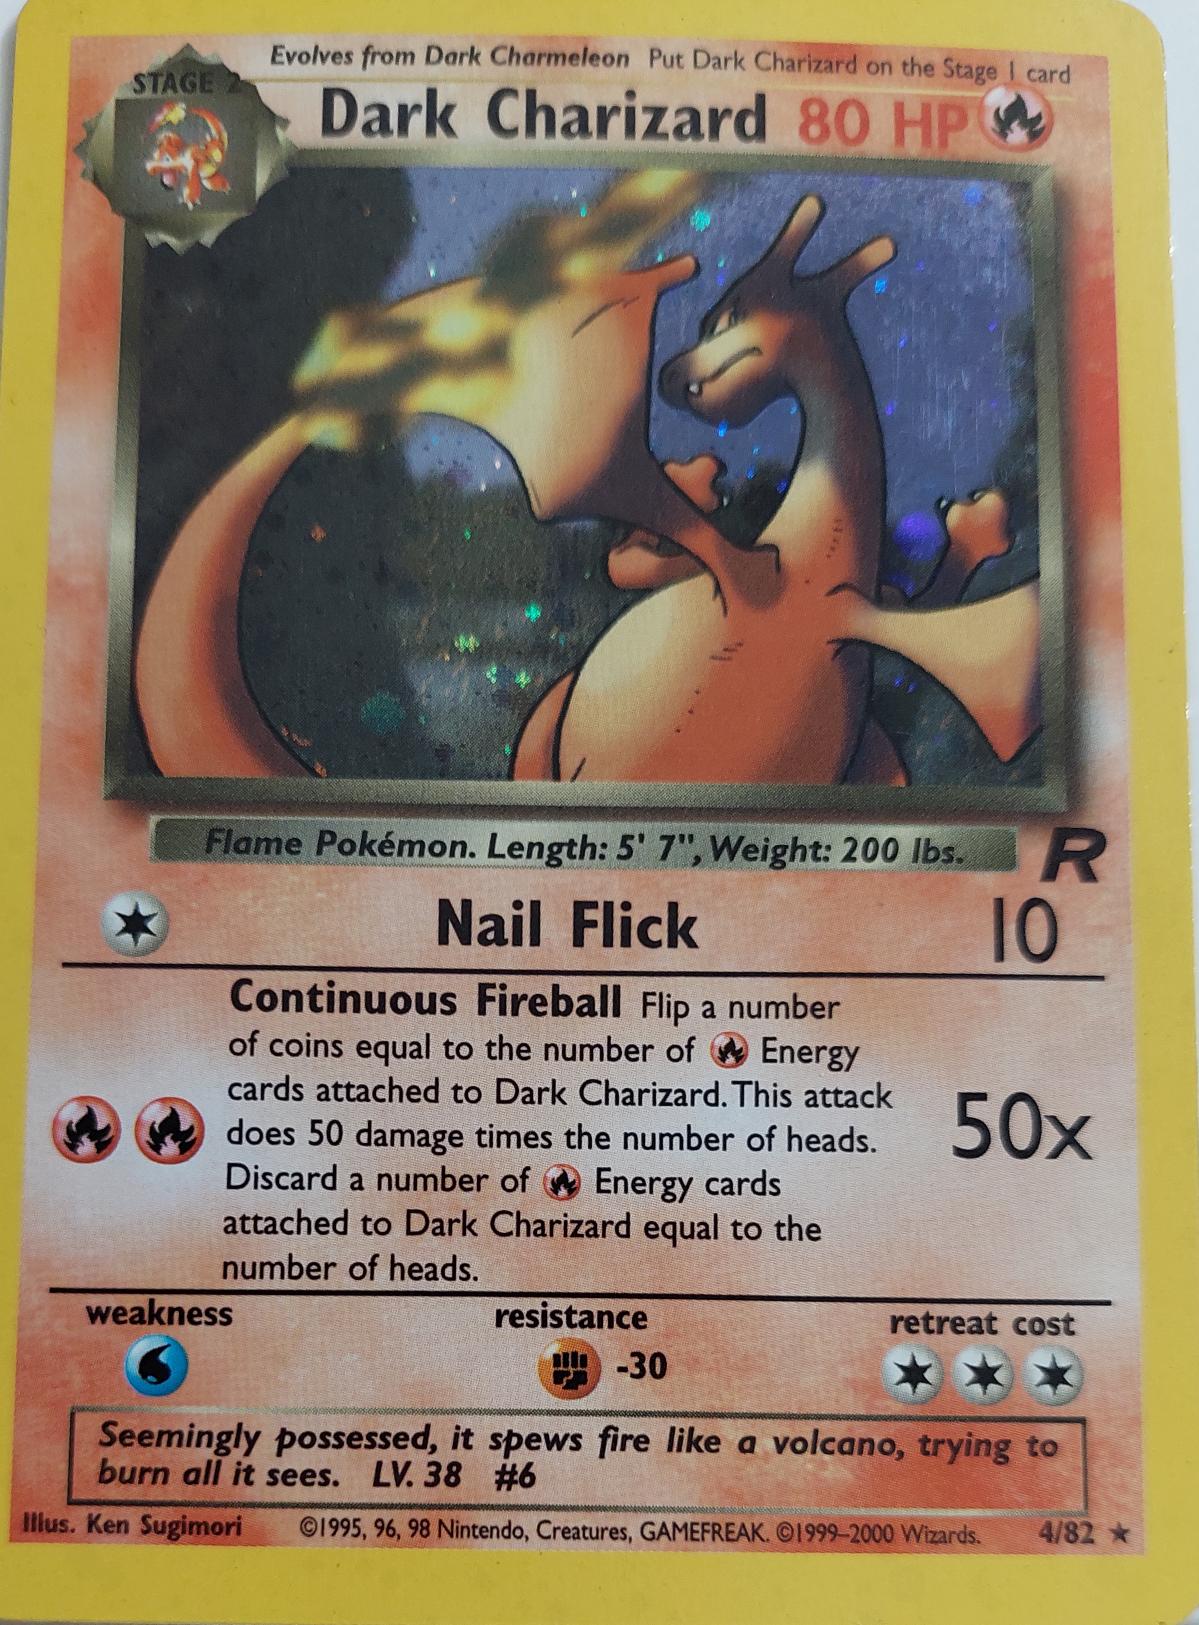 Evolves from Dark Charmeleon Put Dark Charizard on the Stage 1 card
STAGE 2
Dark Charizard 80 HP
Flame Pokémon. Length: 5' 7", Weight: 200 lbs.
R
Nail Flick 10
Continuous Fireball Flip a number
of coins equal to the number of Energy
cards attached to Dark Charizard. This attack
does 50 damage times the number of heads.
Discard a number of Energy cards
attached to Dark Charizard equal to the
number of heads.
50x
weakness resistance retreat cost
-30
Seemingly possessed, it spews fire like a volcano, trying to
burn all it sees. LV. 38 #6
Illus. Ken Sugimori ©1995, 96, 98 Nintendo, Creatures, GAMEFREAK. ©1999–2000 Wizards. 4/82 ★